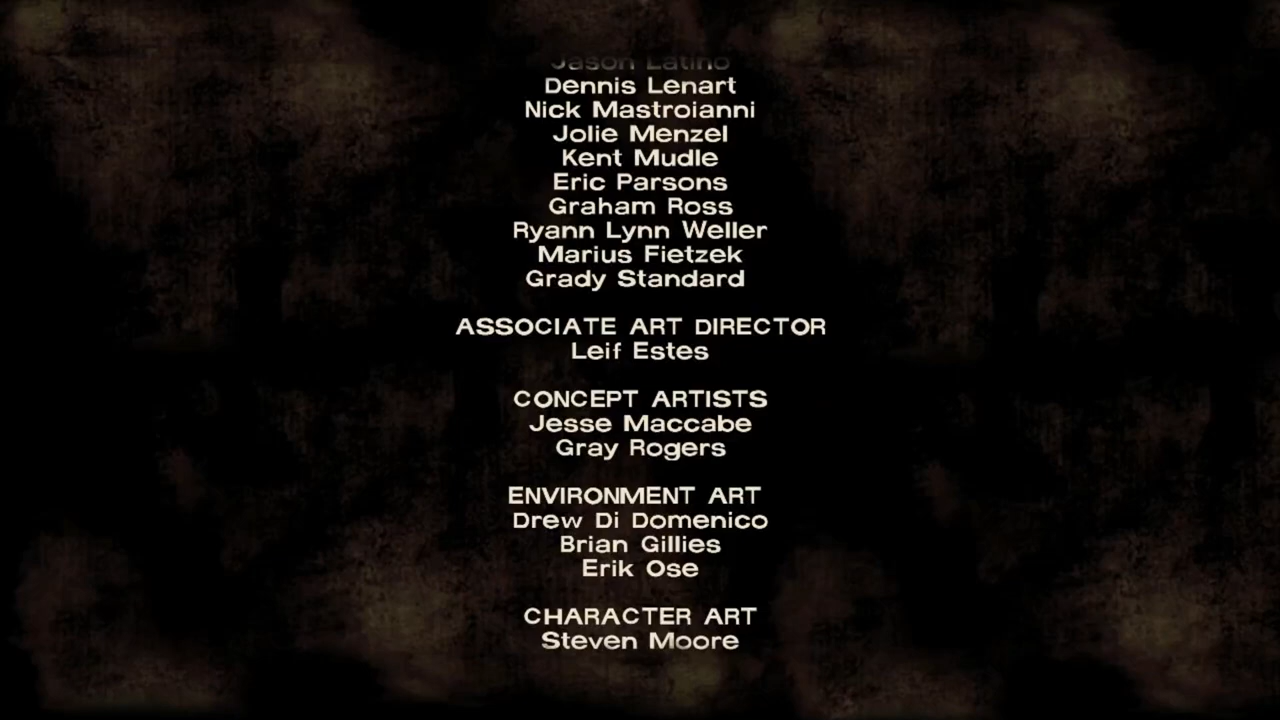 Jason Latino
Dennis Lenart
Nick Mastroianni
Jolie Menzel
Kent Mudle
Eric Parsons
Graham Ross
Ryann Lynn Weller
Marius Fietzek
Grady Standard
ASSOCIATE ART DIRECTOR
Leif Estes
CONCEPT ARTISTS
Jesse Maccabe
Gray Rogers
ENVIRONMENT ART
Drew Di Domenico
Brian Gillies
Erik Ose
CHARACTER ART
Steven Moore